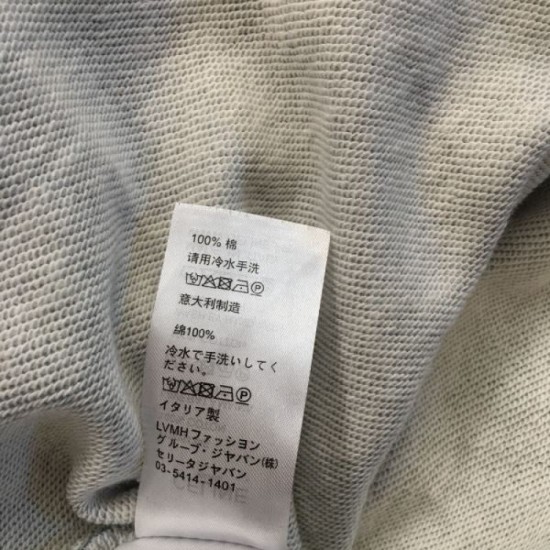 100% 棉
请用冷水手洗
意大利制造
綿100%
冷水で手洗いしてく
ださい。
イタリア製
LVMHファッション
グループ・ジャパン(株)
セリーヌジャパン
03-5414-1401
CELINE